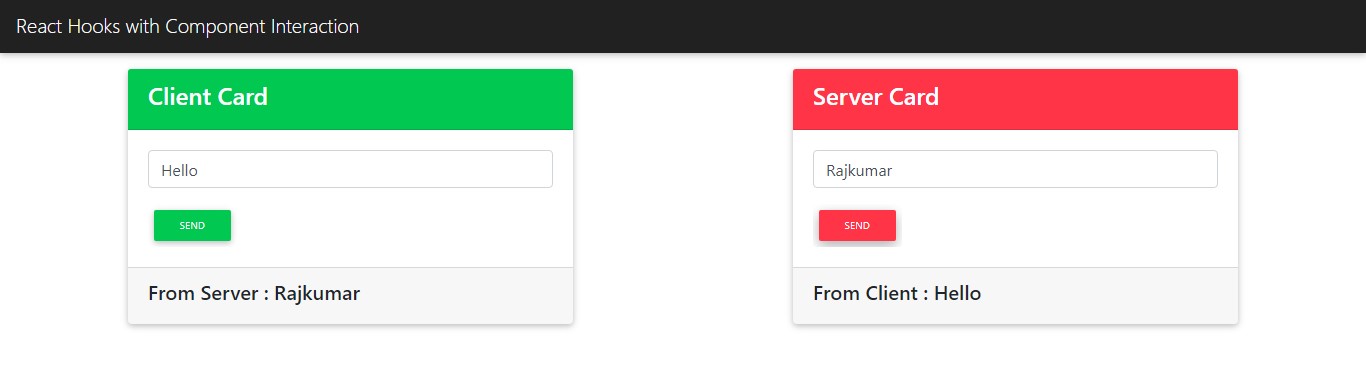 React Hooks with Component Interaction
Client Card
Hello
SEND
From Server : Rajkumar
Server Card
Rajkumar
SEND
From Client : Hello